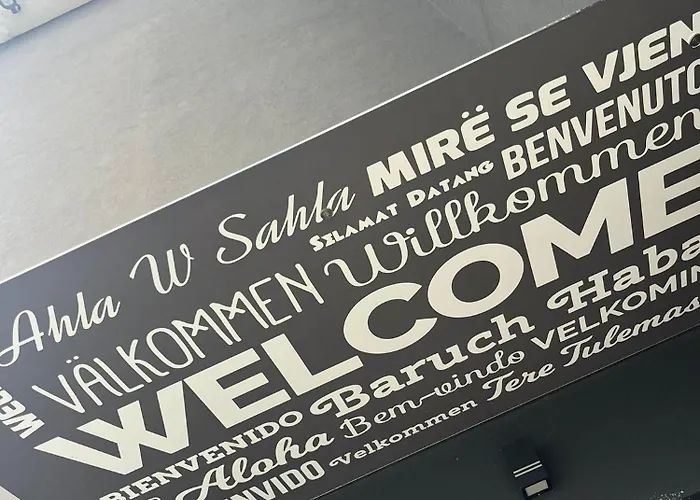 Ahla W Sahla MIRË SE VJEN
SELAMAT DATANG BENVENUTO
VÄLKOMMEN Willkommen
WELCOME
BIENVENIDO Baruch Haba
Aloha Bem-vindo VELKOMIN
Velkommen Tere Tulemas